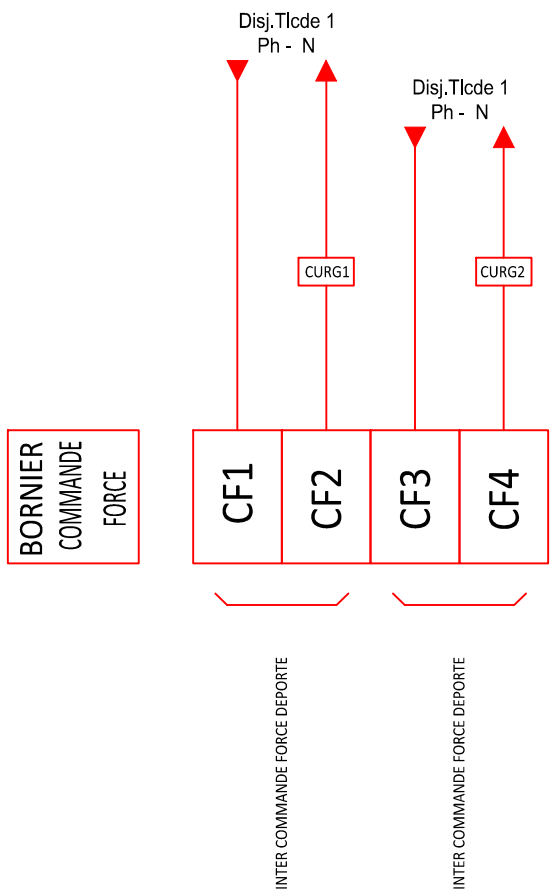 Disj.Tlcde 1
Ph - N
Disj.Tlcde 1
Ph - N
CURG1
CURG2
BORNIER
COMMANDE
FORCE
CF1
CF2
CF3
CF4
INTER COMMANDE FORCE DEPORTE
INTER COMMANDE FORCE DEPORTE